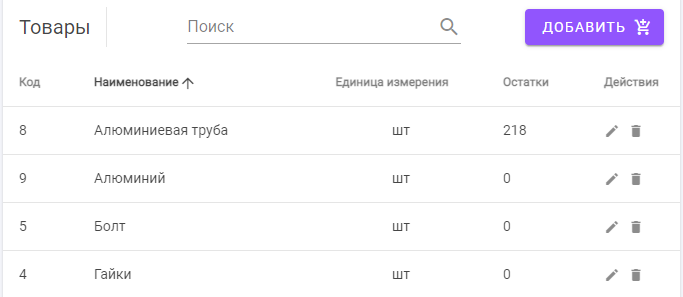 Товары Поиск ДОБАВИТЬ
Код Наименование Единица измерения Остатки Действия
8 Алюминиевая труба шт 218
9 Алюминий шт 0
5 Болт шт 0
4 Гайки шт 0